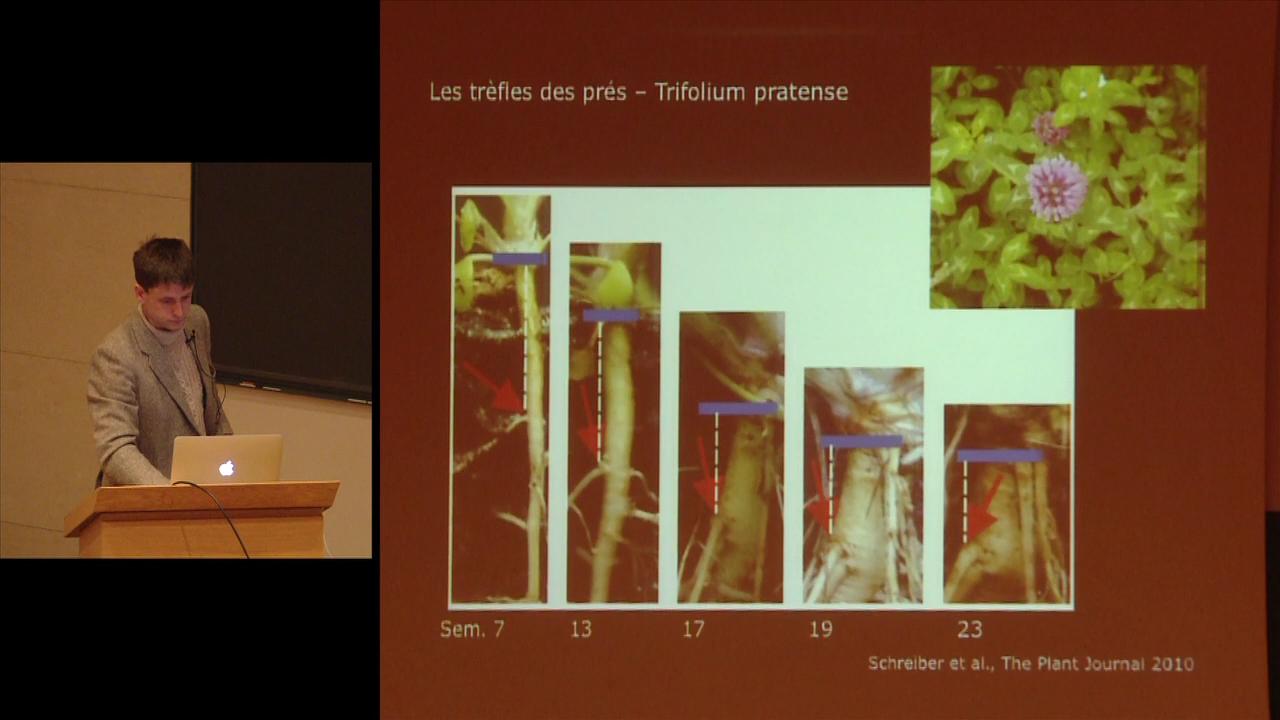 Les trèfles des prés – Trifolium pratense
Sem. 7 13 17 19 23
Schreiber et al., The Plant Journal 2010